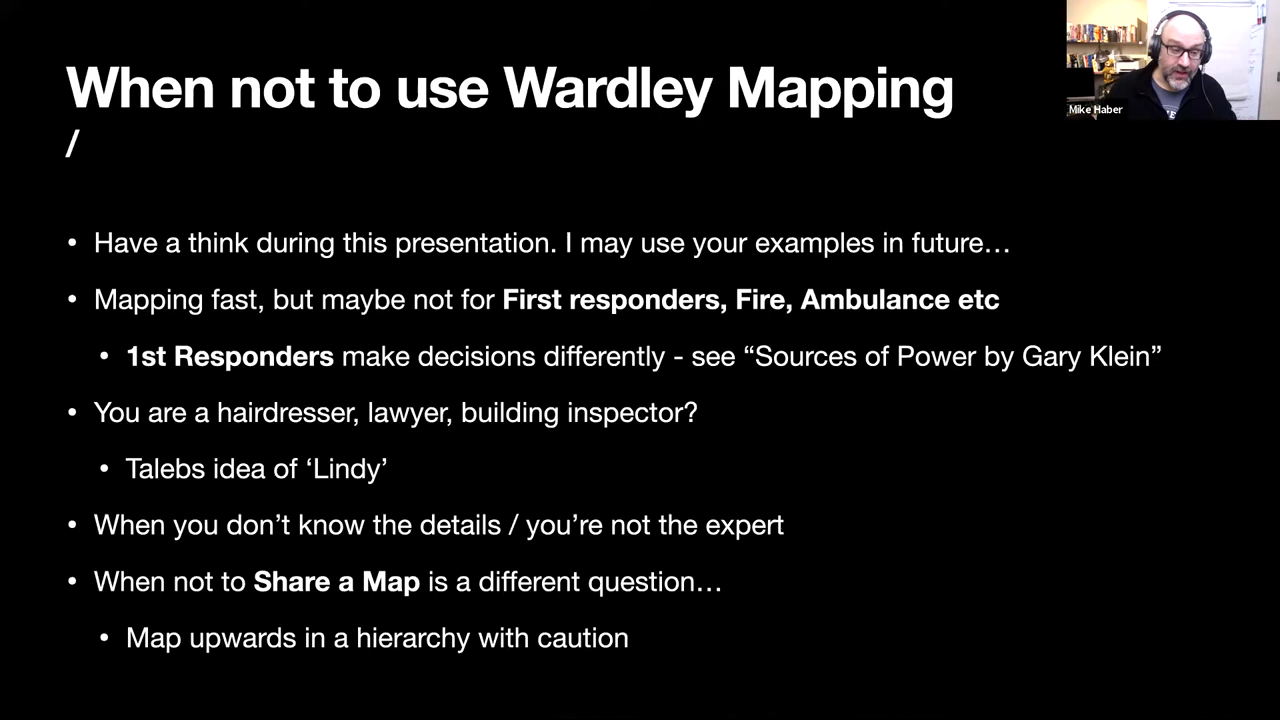 When not to use Wardley Mapping
/
Mike Haber
• Have a think during this presentation. I may use your examples in future…
• Mapping fast, but maybe not for First responders, Fire, Ambulance etc
• 1st Responders make decisions differently - see “Sources of Power by Gary Klein”
• You are a hairdresser, lawyer, building inspector?
• Talebs idea of ‘Lindy’
• When you don’t know the details / you’re not the expert
• When not to Share a Map is a different question…
• Map upwards in a hierarchy with caution